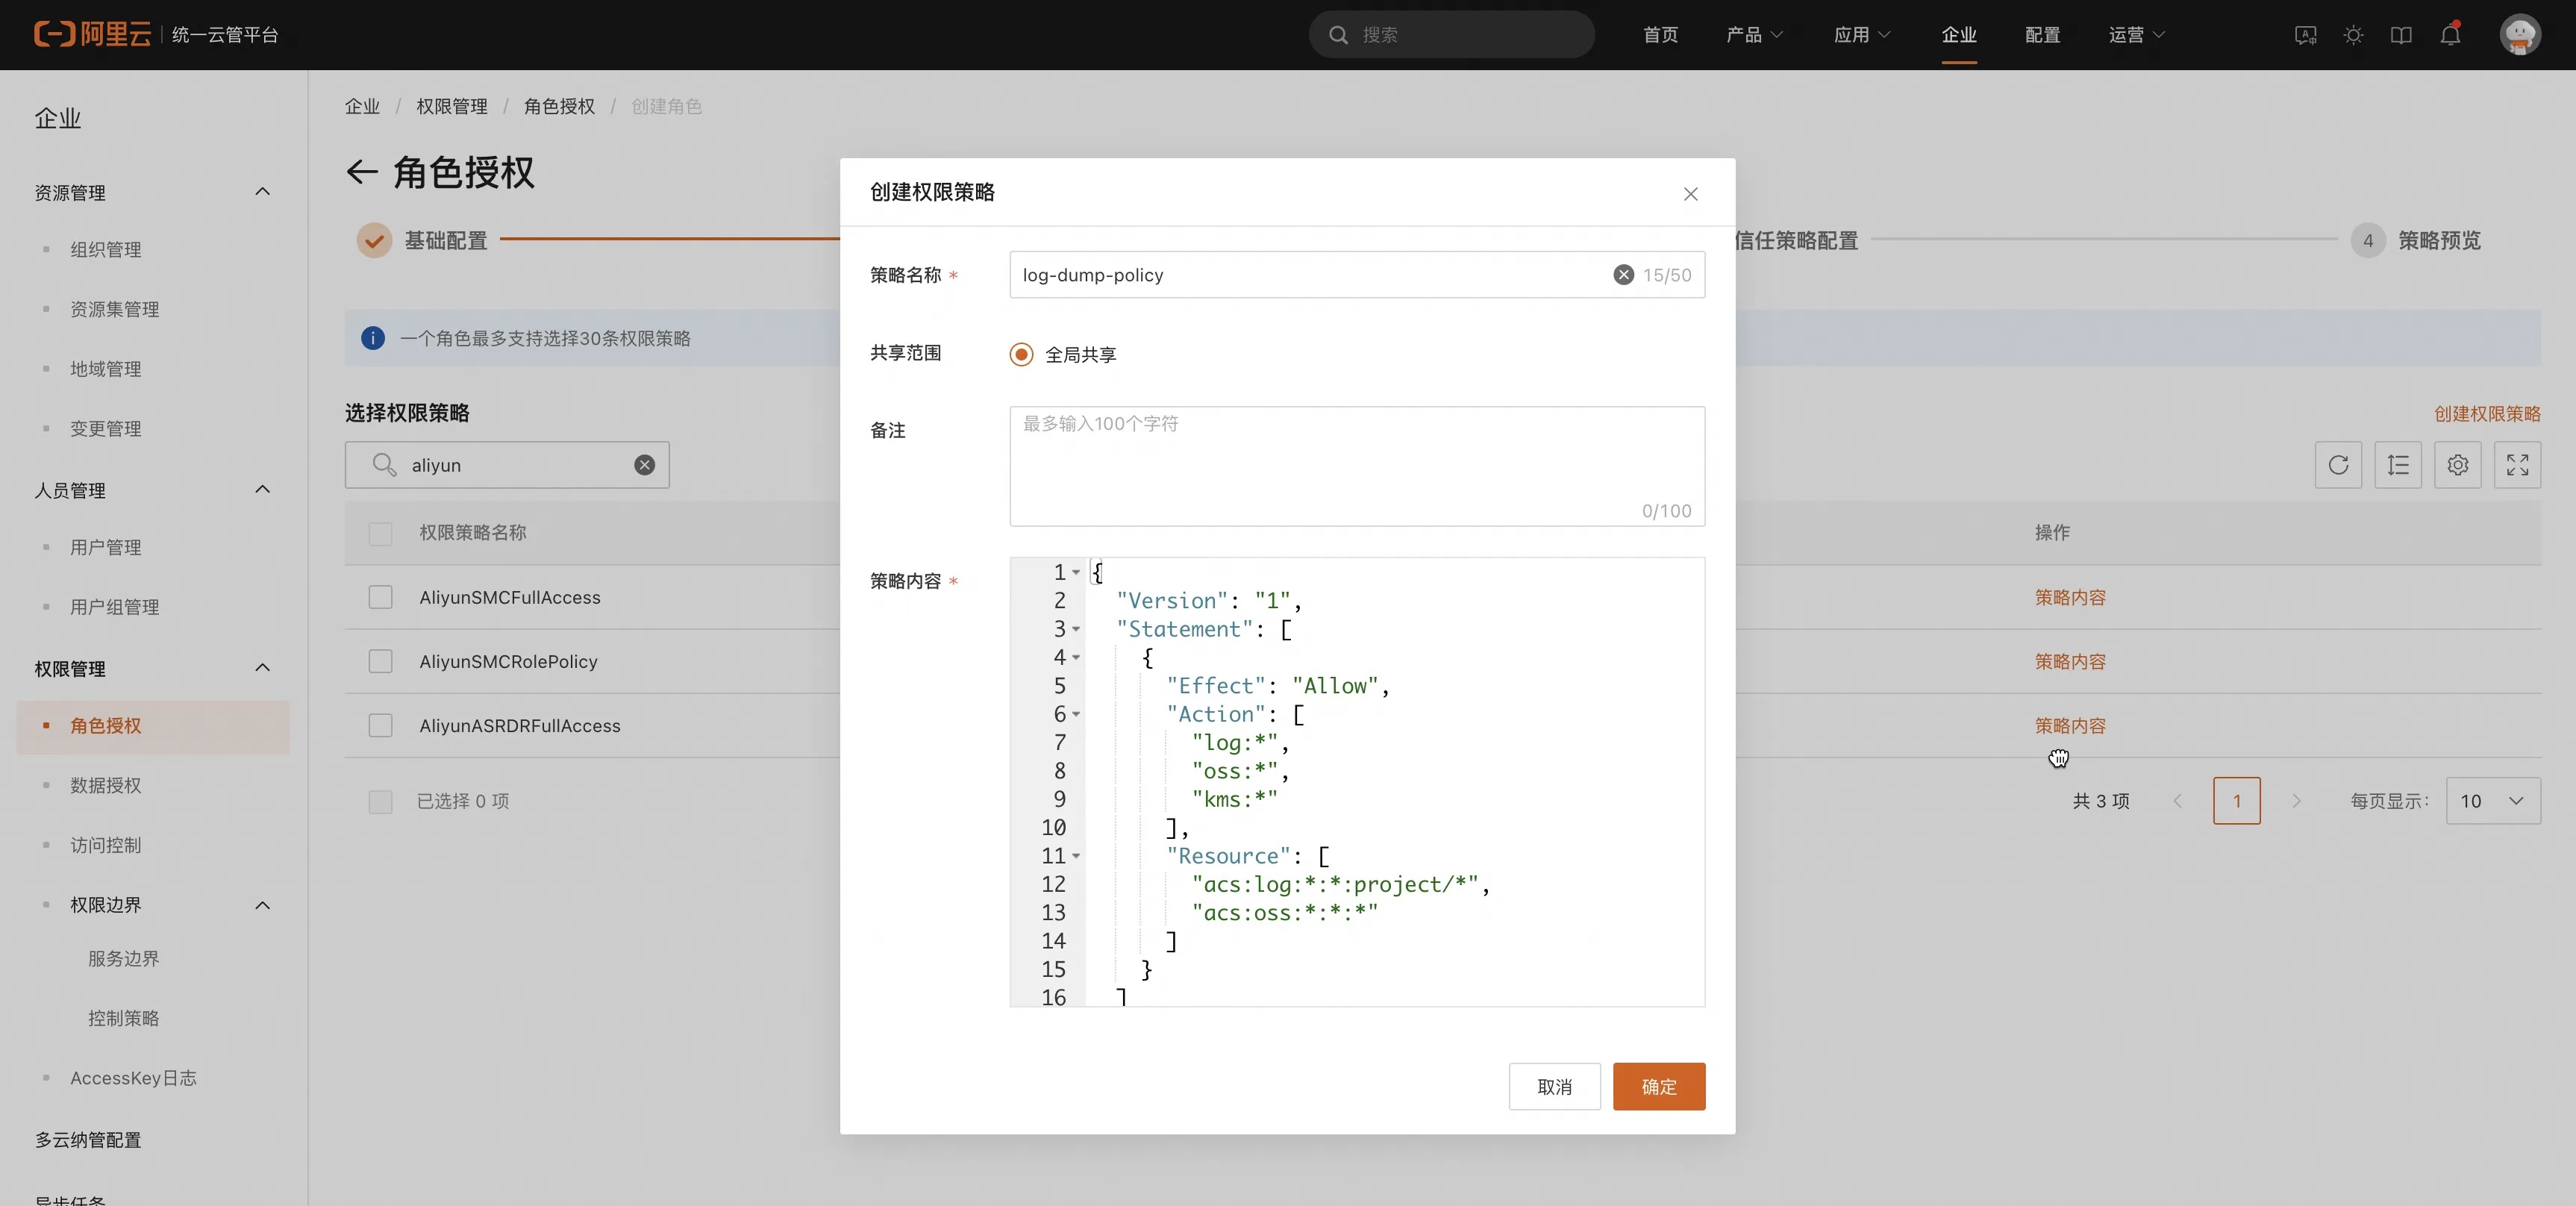 阿里云 统一云管平台 搜索 首页 产品 应用 企业 配置 运营
企业
资源管理
组织管理
资源集管理
地域管理
变更管理
人员管理
用户管理
用户组管理
权限管理
角色授权
数据授权
访问控制
权限边界
服务边界
控制策略
AccessKey日志
多云纳管配置
异步任务
企业 / 权限管理 / 角色授权 / 创建角色
角色授权
基础配置 信任策略配置 4 策略预览
一个角色最多支持选择30条权限策略
选择权限策略 创建权限策略
aliyun
权限策略名称 操作
AliyunSMCFullAccess 策略内容
AliyunSMCRolePolicy 策略内容
AliyunASRDRFullAccess 策略内容
已选择 0 项 共 3 项 1 每页显示: 10
创建权限策略
策略名称 * log-dump-policy 15/50
共享范围 全局共享
备注 最多输入100个字符
0/100
策略内容 *
1 {
2 "Version": "1",
3 "Statement": [
4 {
5 "Effect": "Allow",
6 "Action": [
7 "log:*",
8 "oss:*",
9 "kms:*"
10 ],
11 "Resource": [
12 "acs:log:*:*:project/*",
13 "acs:oss:*:*:*"
14 ]
15 }
16 ]
取消 确定